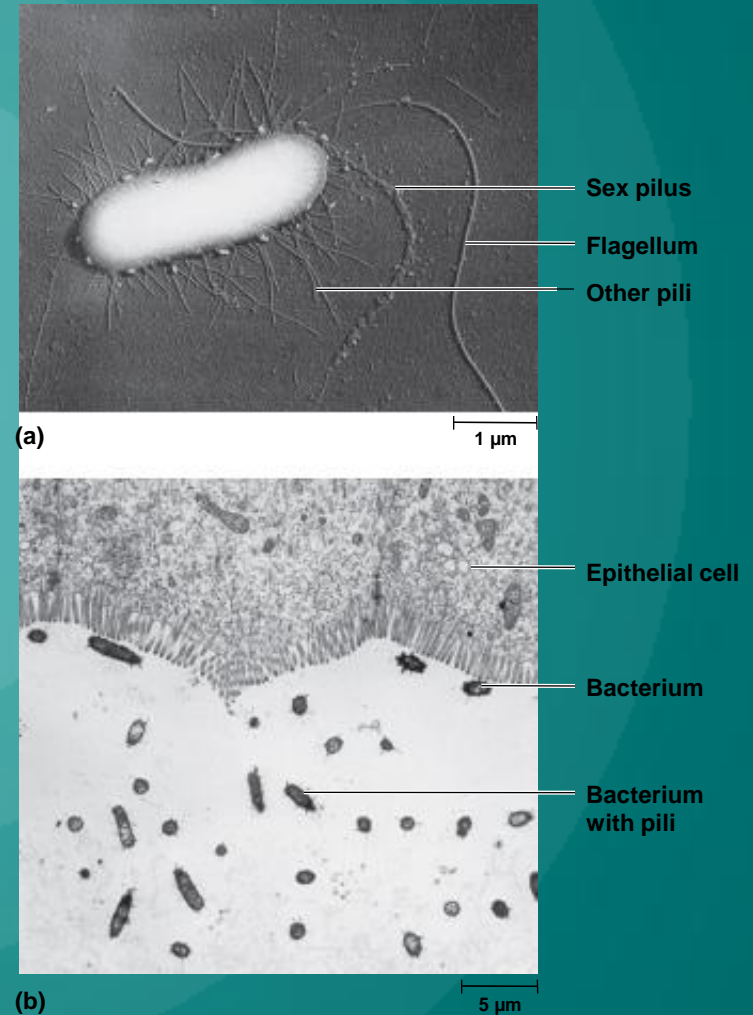 Sex pilus
Flagellum
Other pili
(a)
1 µm
Epithelial cell
Bacterium
Bacterium
with pili
(b)
5 µm